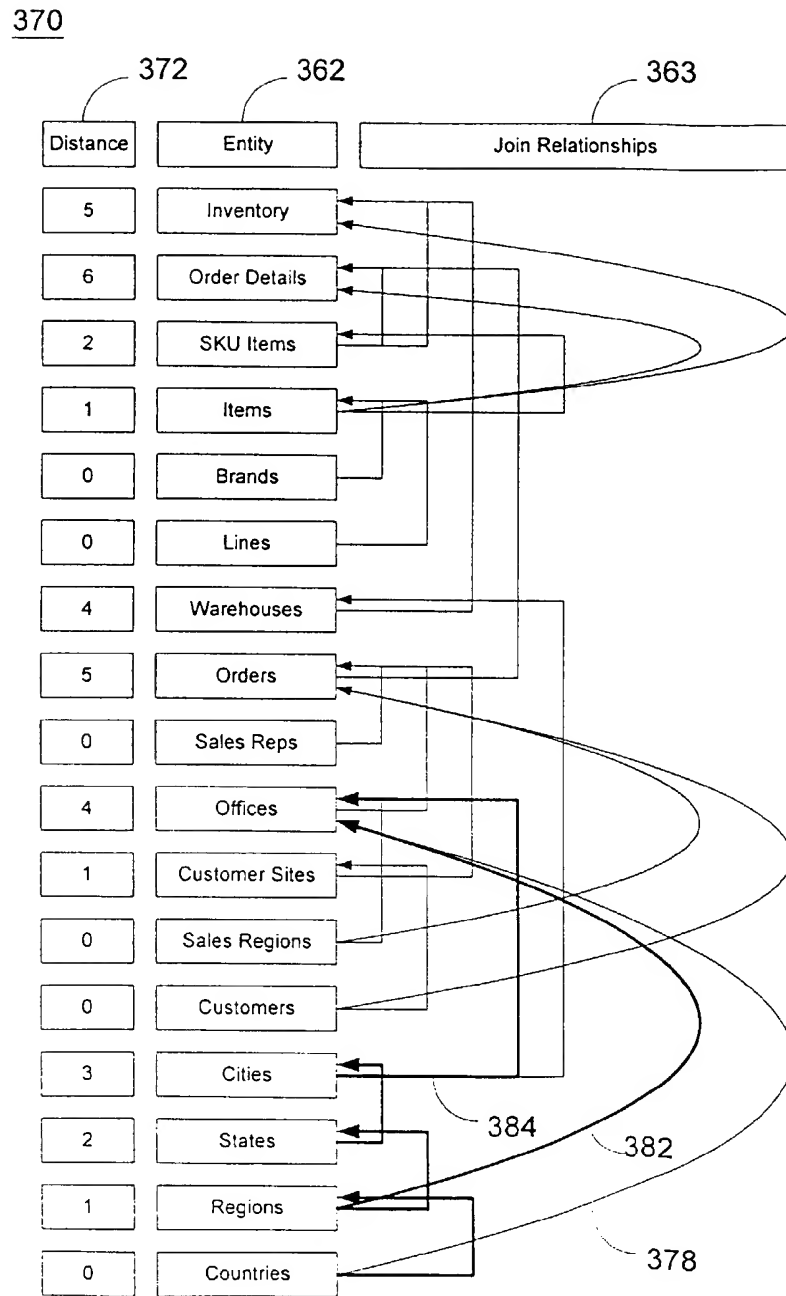 370
372 362 363
Distance Entity Join Relationships
5 Inventory
6 Order Details
2 SKU Items
1 Items
0 Brands
0 Lines
4 Warehouses
5 Orders
0 Sales Reps
4 Offices
1 Customer Sites
0 Sales Regions
0 Customers
3 Cities
384
2 States
382
1 Regions
378
0 Countries